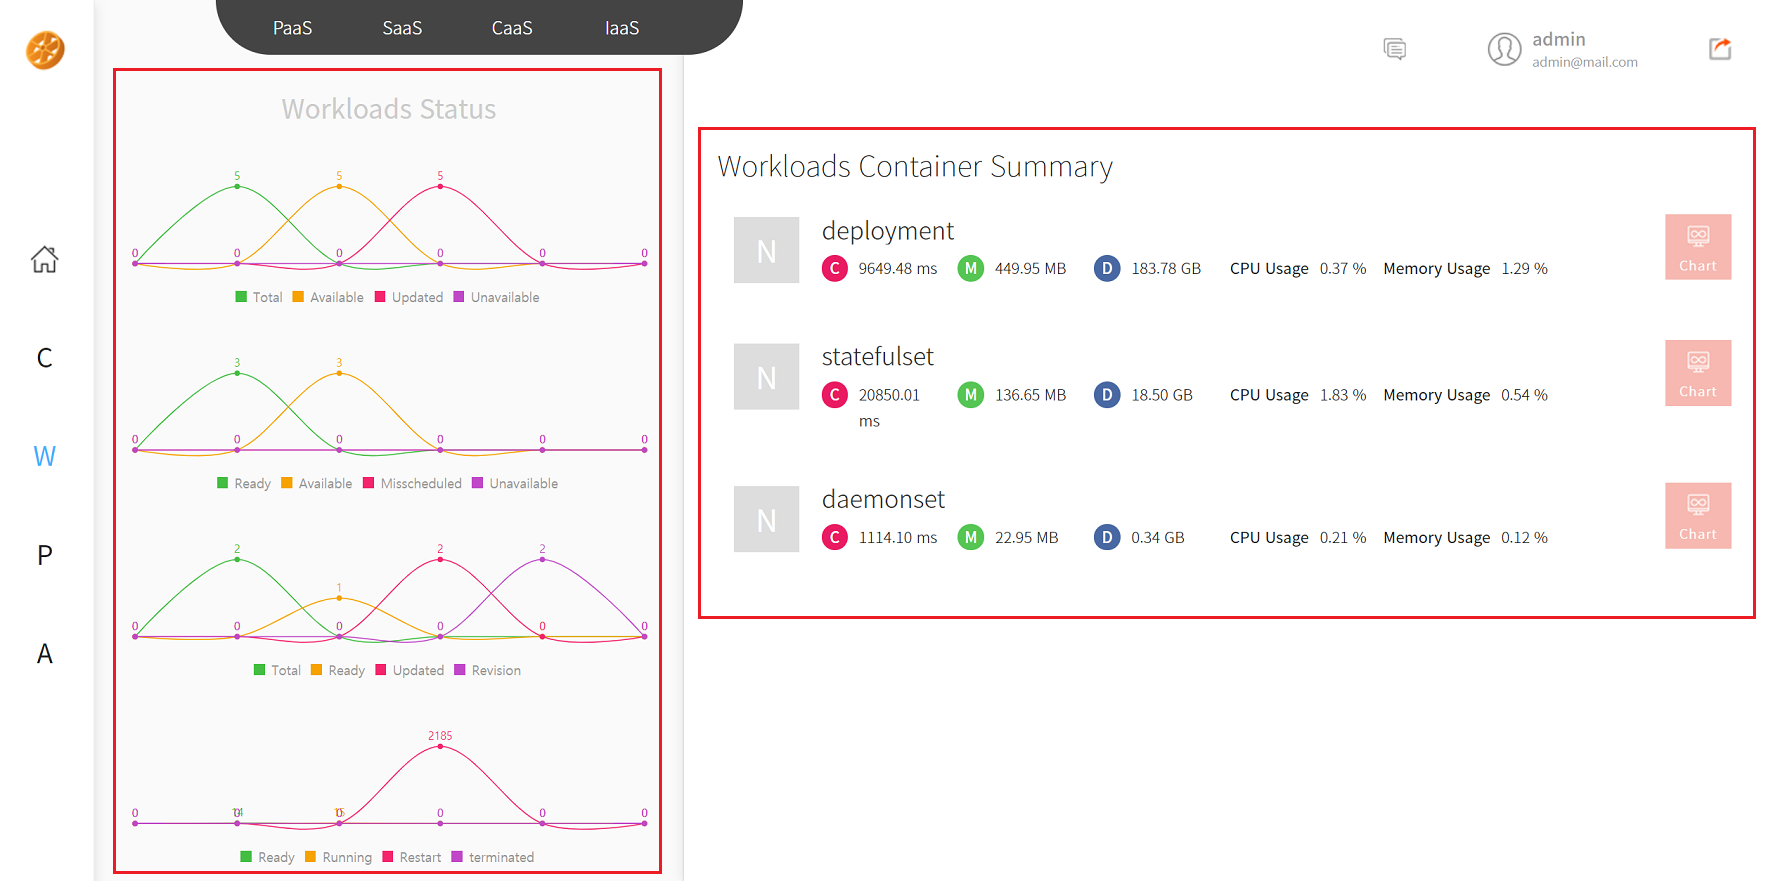 PaaS SaaS CaaS IaaS
admin
admin@mail.com
C
W
P
A
Workloads Status
5 5 5
0 0 0 0 0 0
Total Available Updated Unavailable
3 3
0 0 0 0 0 0
Ready Available Misscheduled Unavailable
2 1 2 2
0 0 0 0 0 0
Total Ready Updated Revision
2185
0 0 0 0
Ready Running Restart terminated
Workloads Container Summary
N
deployment
C 9649.48 ms M 449.95 MB D 183.78 GB CPU Usage 0.37 % Memory Usage 1.29 %
Chart
N
statefulset
C 20850.01 ms M 136.65 MB D 18.50 GB CPU Usage 1.83 % Memory Usage 0.54 %
Chart
N
daemonset
C 1114.10 ms M 22.95 MB D 0.34 GB CPU Usage 0.21 % Memory Usage 0.12 %
Chart